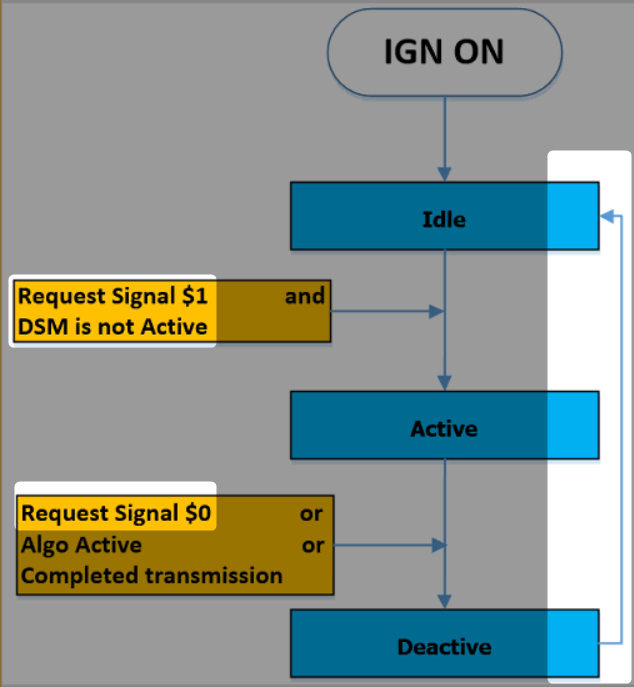 IGN ON
Idle
Request Signal $1 and
DSM is not Active
Active
Request Signal $0 or
Algo Active or
Completed transmission
Deactive